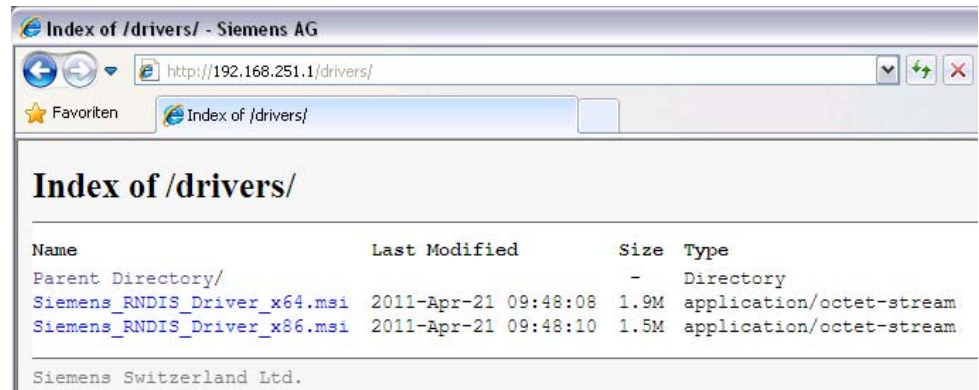 Index of /drivers/ - Siemens AG
http://192.168.251.1/drivers/
Favoriten Index of /drivers/
Index of /drivers/
Name Last Modified Size Type
Parent Directory/ - Directory
Siemens_RNDIS_Driver_x64.msi 2011-Apr-21 09:48:08 1.9M application/octet-stream
Siemens_RNDIS_Driver_x86.msi 2011-Apr-21 09:48:10 1.5M application/octet-stream
Siemens Switzerland Ltd.